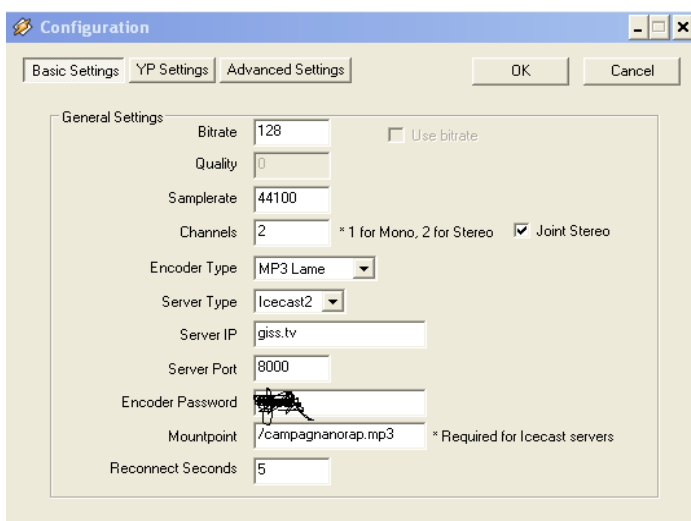 Configuration
Basic Settings YP Settings Advanced Settings OK Cancel
General Settings
Bitrate 128 Use bitrate
Quality 0
Samplerate 44100
Channels 2 * 1 for Mono, 2 for Stereo Joint Stereo
Encoder Type MP3 Lame
Server Type Icecast2
Server IP giss.tv
Server Port 8000
Encoder Password
Mountpoint /campagnanorap.mp3 * Required for Icecast servers
Reconnect Seconds 5